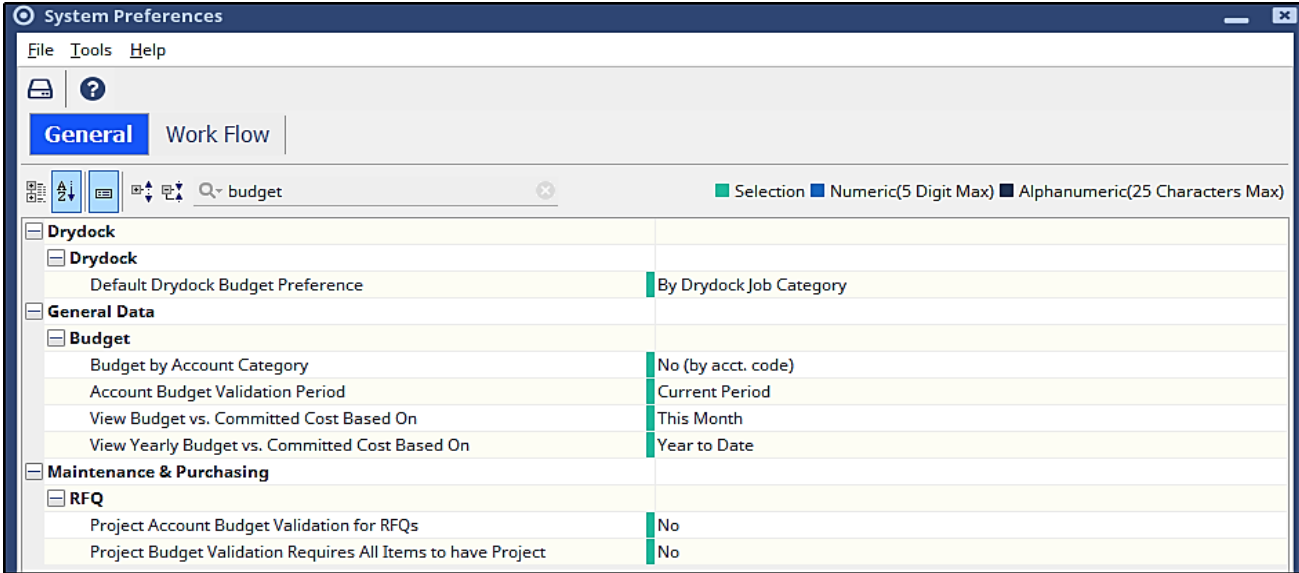 System Preferences
File Tools Help
General Work Flow
budget Selection Numeric(5 Digit Max) Alphanumeric(25 Characters Max)
Drydock
Drydock
Default Drydock Budget Preference By Drydock Job Category
General Data
Budget
Budget by Account Category No (by acct. code)
Account Budget Validation Period Current Period
View Budget vs. Committed Cost Based On This Month
View Yearly Budget vs. Committed Cost Based On Year to Date
Maintenance & Purchasing
RFQ
Project Account Budget Validation for RFQs No
Project Budget Validation Requires All Items to have Project No